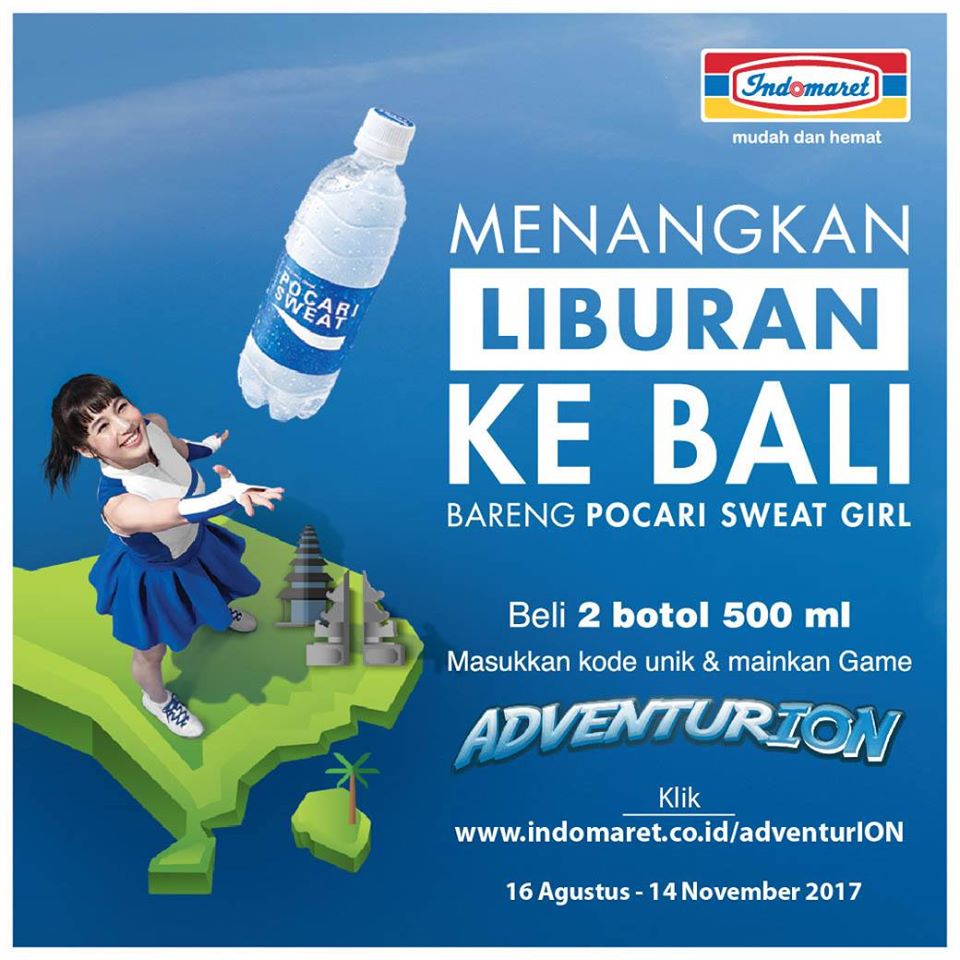 Indomaret
mudah dan hemat
POCARI
SWEAT
MENANGKAN
LIBURAN
KE BALI
BARENG POCARI SWEAT GIRL
Beli 2 botol 500 ml
Masukkan kode unik & mainkan Game
ADVENTURION
Klik
www.indomaret.co.id/adventurION
16 Agustus - 14 November 2017